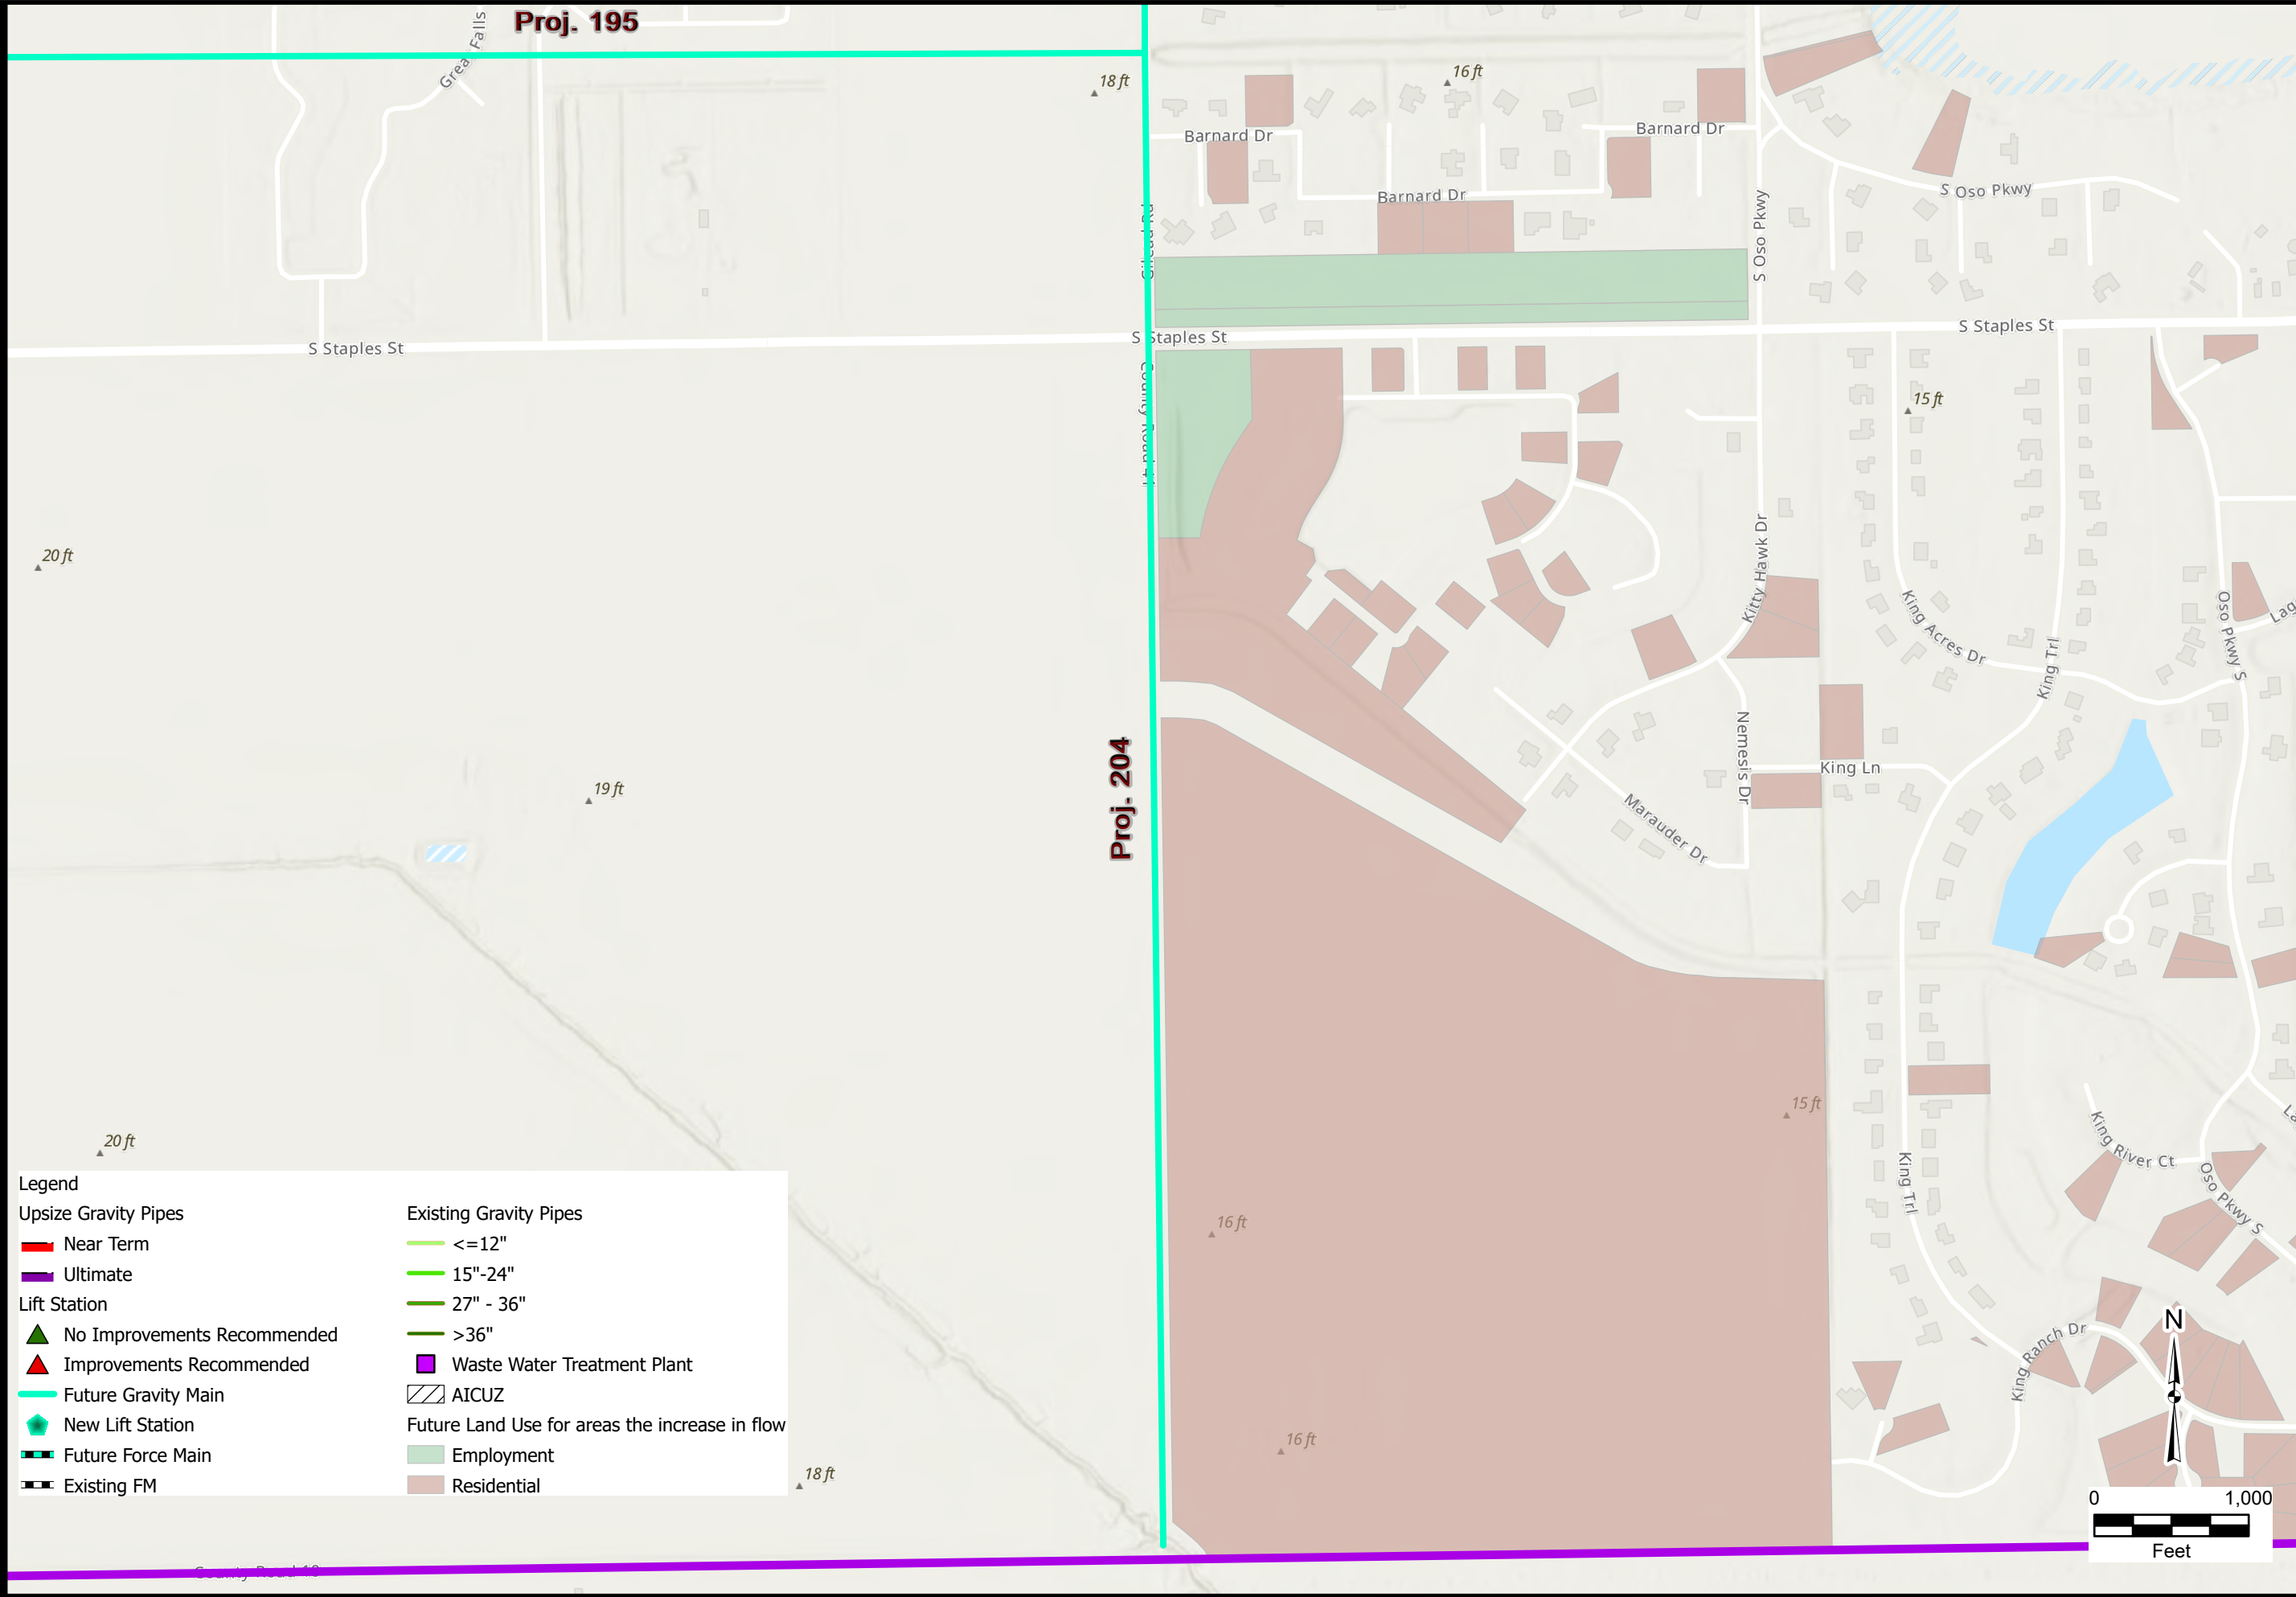 Proj. 195
Grea
Falls
18 ft
16 ft
Barnard Dr
Barnard Dr
Barnard Dr
S Oso Pkwy
S Oso Pkwy
S Staples St
S Staples St
S Staples St
15 ft
20 ft
Kitty Hawk Dr
King Acres Dr
King Trl
Oso Pkwy S
19 ft
Proj. 204
Nemesis Dr
King Ln
Marauder Dr
15 ft
20 ft
King River Ct
King Trl
Oso Pkwy S
16 ft
King Ranch Dr
16 ft
18 ft
Legend
Upsize Gravity Pipes
Near Term
Ultimate
Lift Station
No Improvements Recommended
Improvements Recommended
Future Gravity Main
New Lift Station
Future Force Main
Existing FM
Existing Gravity Pipes
<=12"
15"-24"
27" - 36"
>36"
Waste Water Treatment Plant
AICUZ
Future Land Use for areas the increase in flow
Employment
Residential
N
0 1,000
Feet